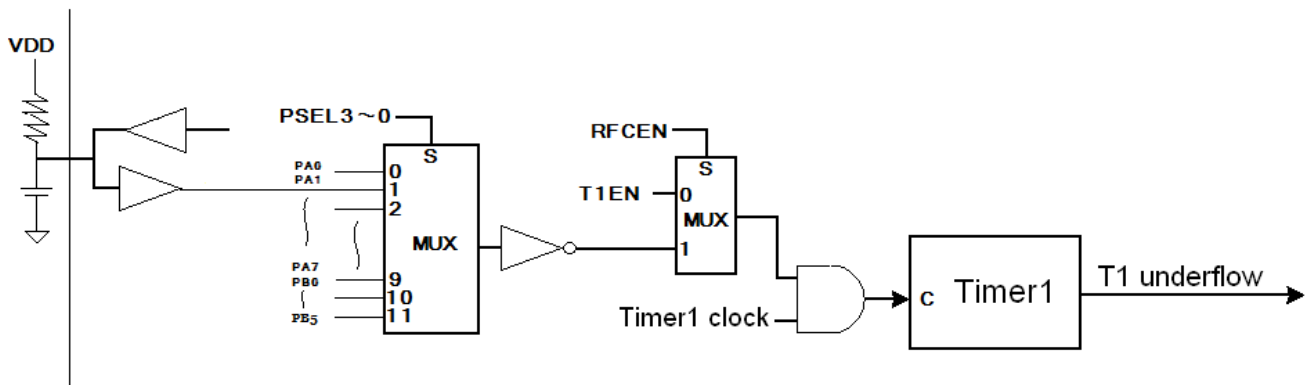 VDD
PSEL3~0
S
PA0
0
PA1
1
2
MUX
PA7
9
PB0
10
PB5
11
RFCEN
S
T1EN
0
MUX
1
Timer1 clock
C
Timer1
T1 underflow